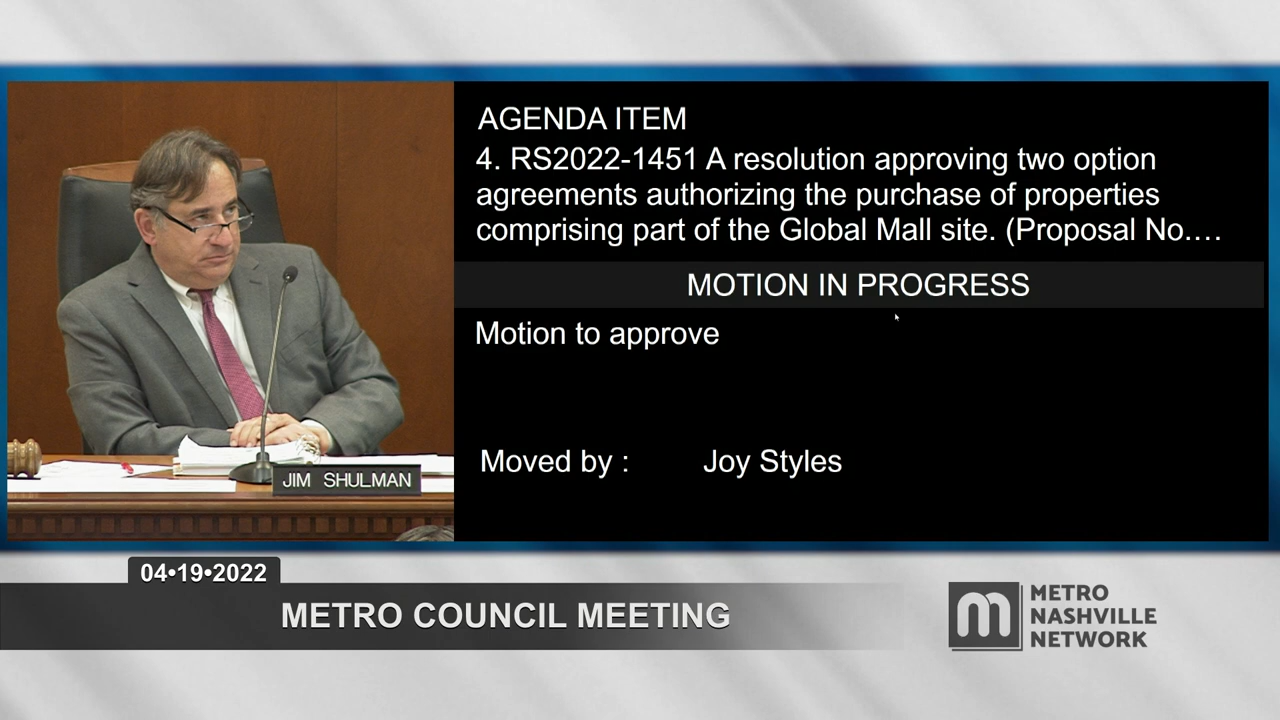 AGENDA ITEM
4. RS2022-1451 A resolution approving two option
agreements authorizing the purchase of properties
comprising part of the Global Mall site. (Proposal No....
MOTION IN PROGRESS
Motion to approve
Moved by : Joy Styles
JIM SHULMAN
04•19•2022
METRO COUNCIL MEETING
m METRO
NASHVILLE
NETWORK